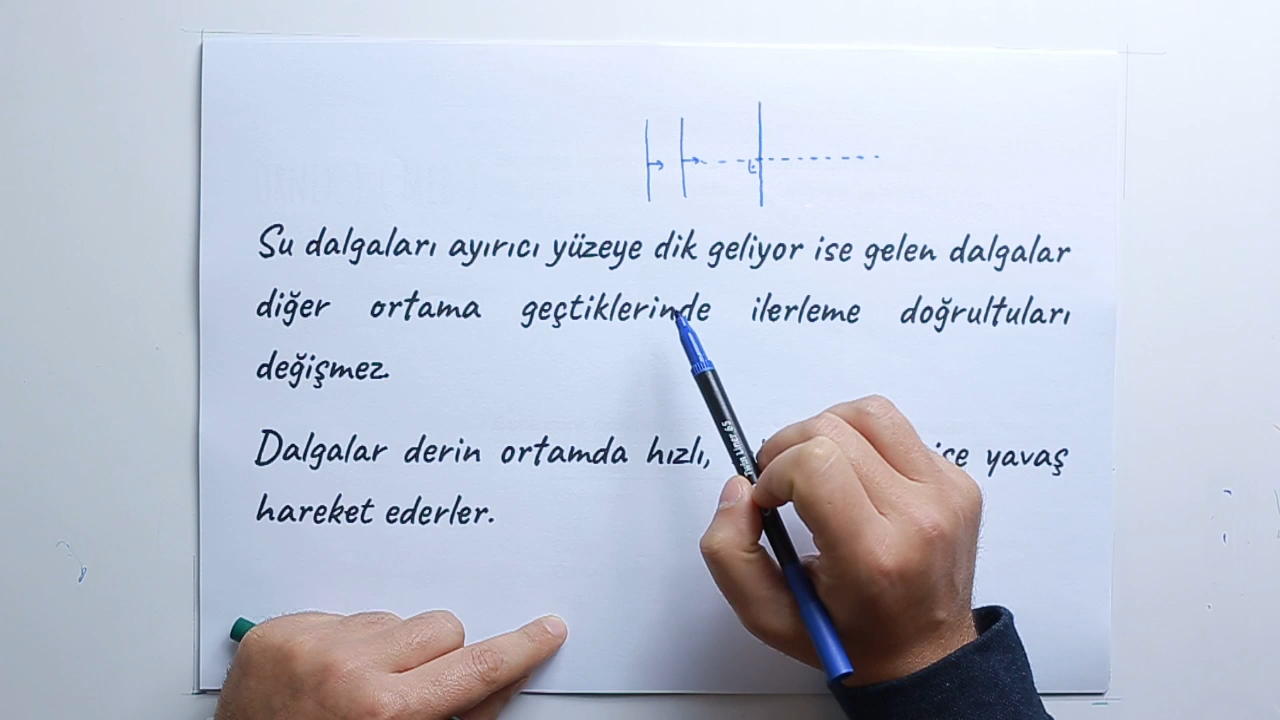 Su dalgaları ayırıcı yüzeye dik geliyor ise gelen dalgalar
diğer ortama geçtiklerinde ilerleme doğrultuları
değişmez.
Dalgalar derin ortamda hızlı, ise yavaş
hareket ederler.